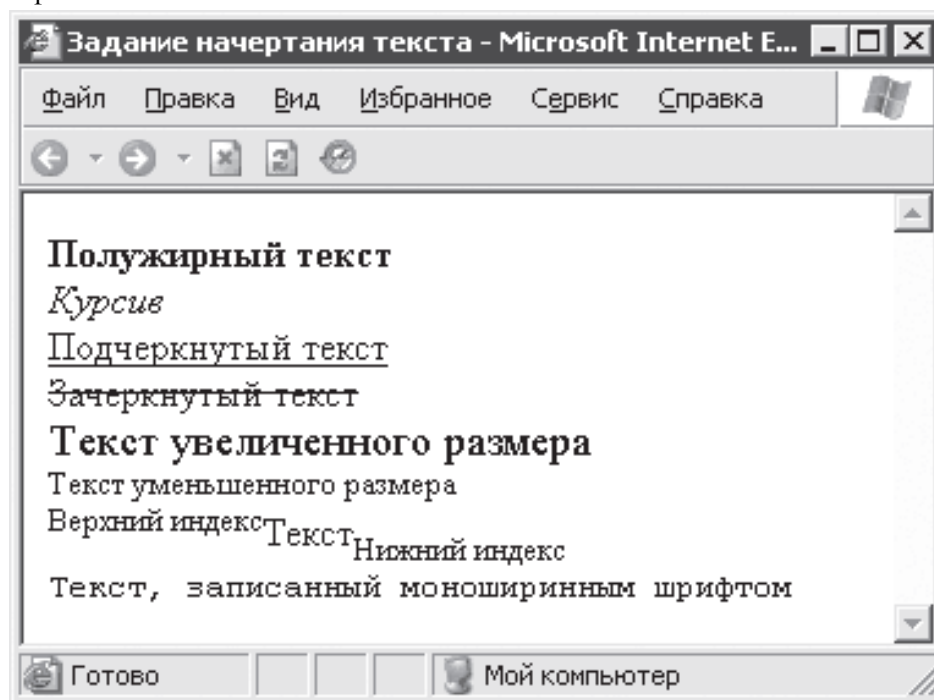 Задание начертания текста - Microsoft Internet E...
Файл Правка Вид Избранное Сервис Справка
Полужирный текст
Курсив
Подчеркнутый текст
Зачеркнутый текст
Текст увеличенного размера
Текст уменьшенного размера
Верхний индексТекстНижний индекс
Текст, записанный моноширинным шрифтом
Готово Мой компьютер